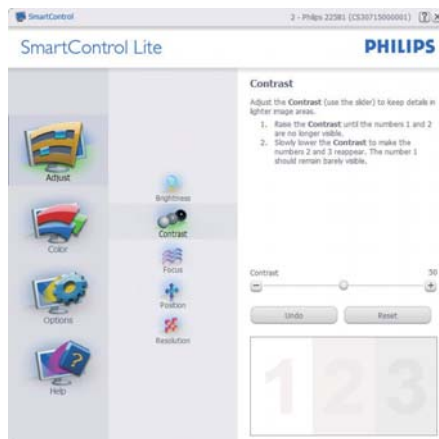 SmartControl
2 - Philips 225B1 (CS30715000001)
SmartControl Lite
PHILIPS
Adjust
Color
Options
Help
Brightness
Contrast
Focus
Position
Resolution
Contrast
Adjust the Contrast (use the slider) to keep details in
lighter image areas.
1. Raise the Contrast until the numbers 1 and 2
are no longer visible.
2. Slowly lower the Contrast to make the
numbers 2 and 3 reappear. The number 1
should remain barely visible.
Contrast
50
Undo
Reset
1 2 3